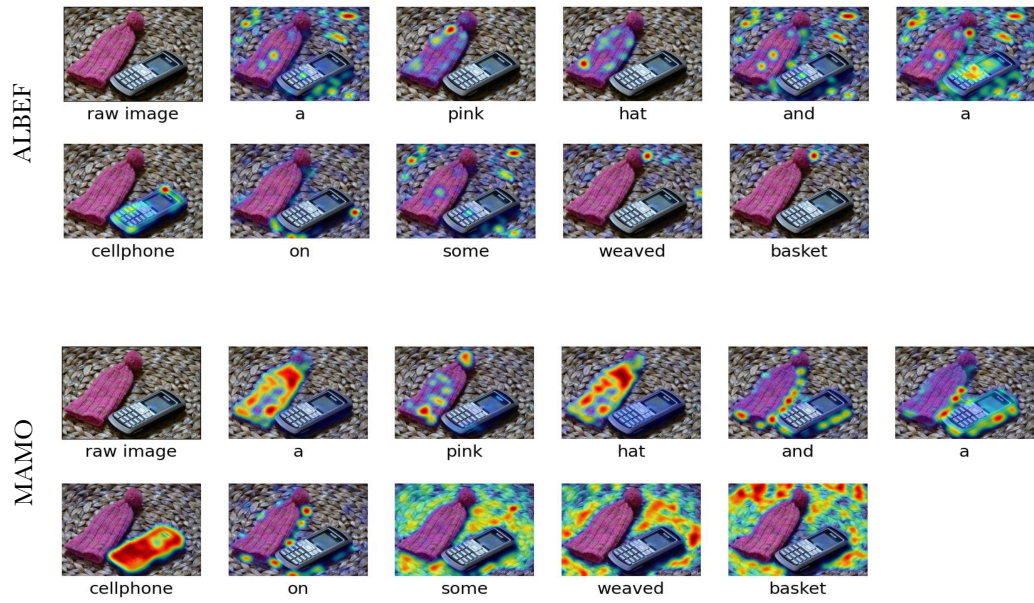 ALBEF
raw image a pink hat and a
cellphone on some weaved basket
MAMO
raw image a pink hat and a
cellphone on some weaved basket